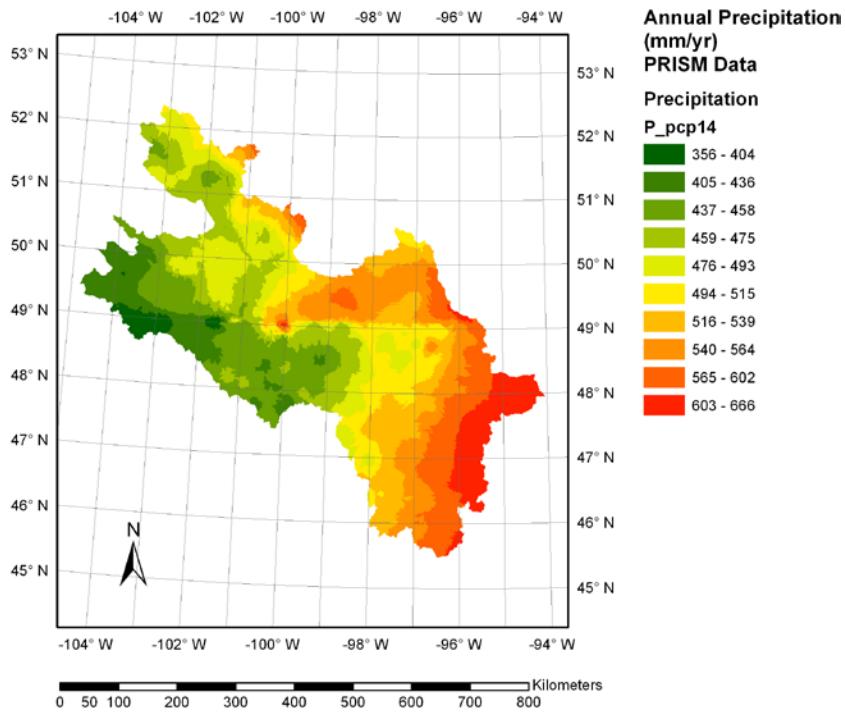 -104° W -102° W -100° W -98° W -96° W -94° W
53° N 53° N
52° N 52° N
51° N 51° N
50° N 50° N
49° N 49° N
48° N 48° N
47° N 47° N
46° N 46° N
45° N 45° N
N
-104° W -102° W -100° W -98° W -96° W -94° W
Kilometers
0 50 100 200 300 400 500 600 700 800
Annual Precipitation
(mm/yr)
PRISM Data
Precipitation
P_pcp14
356 - 404
405 - 436
437 - 458
459 - 475
476 - 493
494 - 515
516 - 539
540 - 564
565 - 602
603 - 666